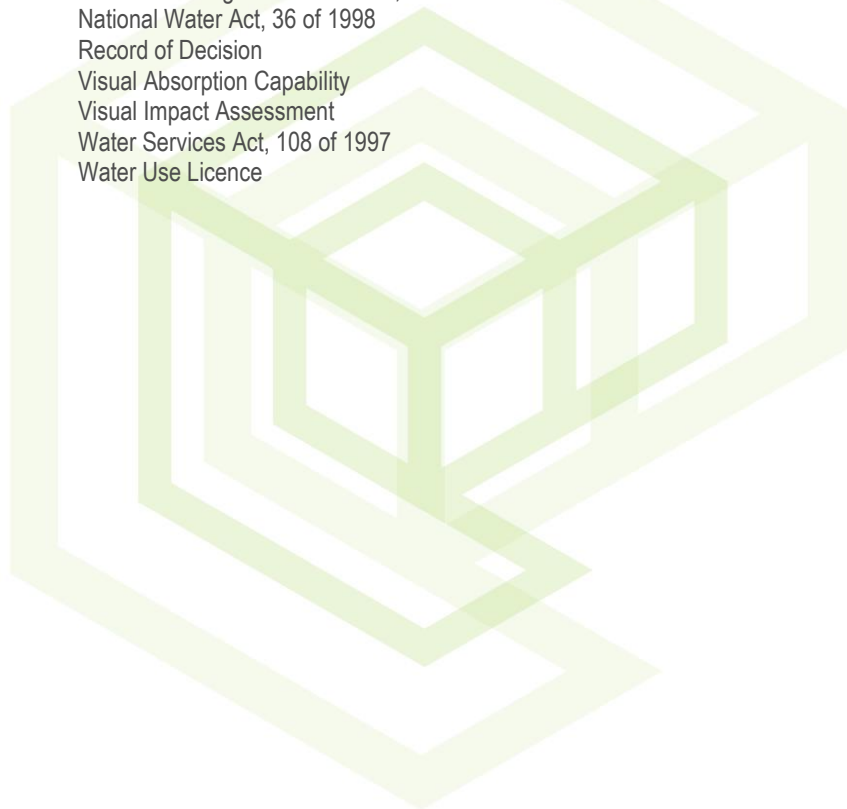 National Water Act, 36 of 1998
Record of Decision
Visual Absorption Capability
Visual Impact Assessment
Water Services Act, 108 of 1997
Water Use Licence